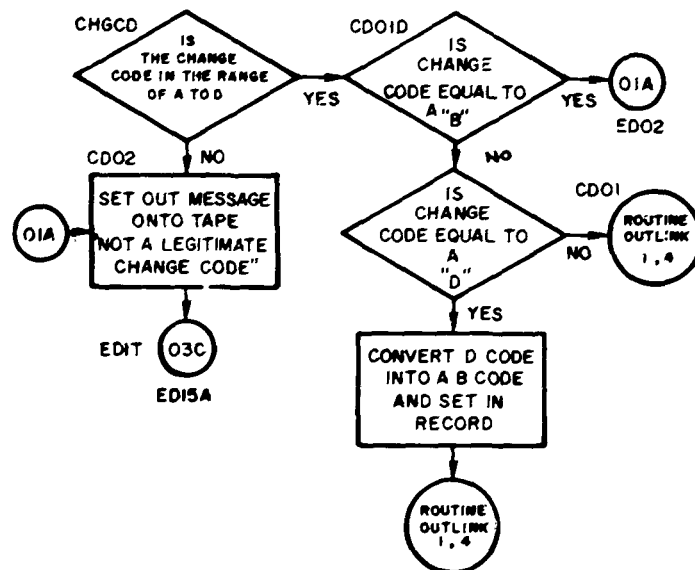 CHGCD
IS
THE CHANGE
CODE IN THE RANGE
OF A TO D
YES
NO
CD01D
IS
CHANGE
CODE EQUAL TO
A "B"
YES
01A
ED02
NO
CD02
SET OUT MESSAGE
ONTO TAPE
NOT A LEGITIMATE
CHANGE CODE"
01A
EDIT
03C
ED15A
IS
CHANGE
CODE EQUAL TO
A
"D"
NO
CD01
ROUTINE
OUTLINK
1, 4
YES
CONVERT D CODE
INTO A B CODE
AND SET IN
RECORD
ROUTINE
OUTLINK
1, 4